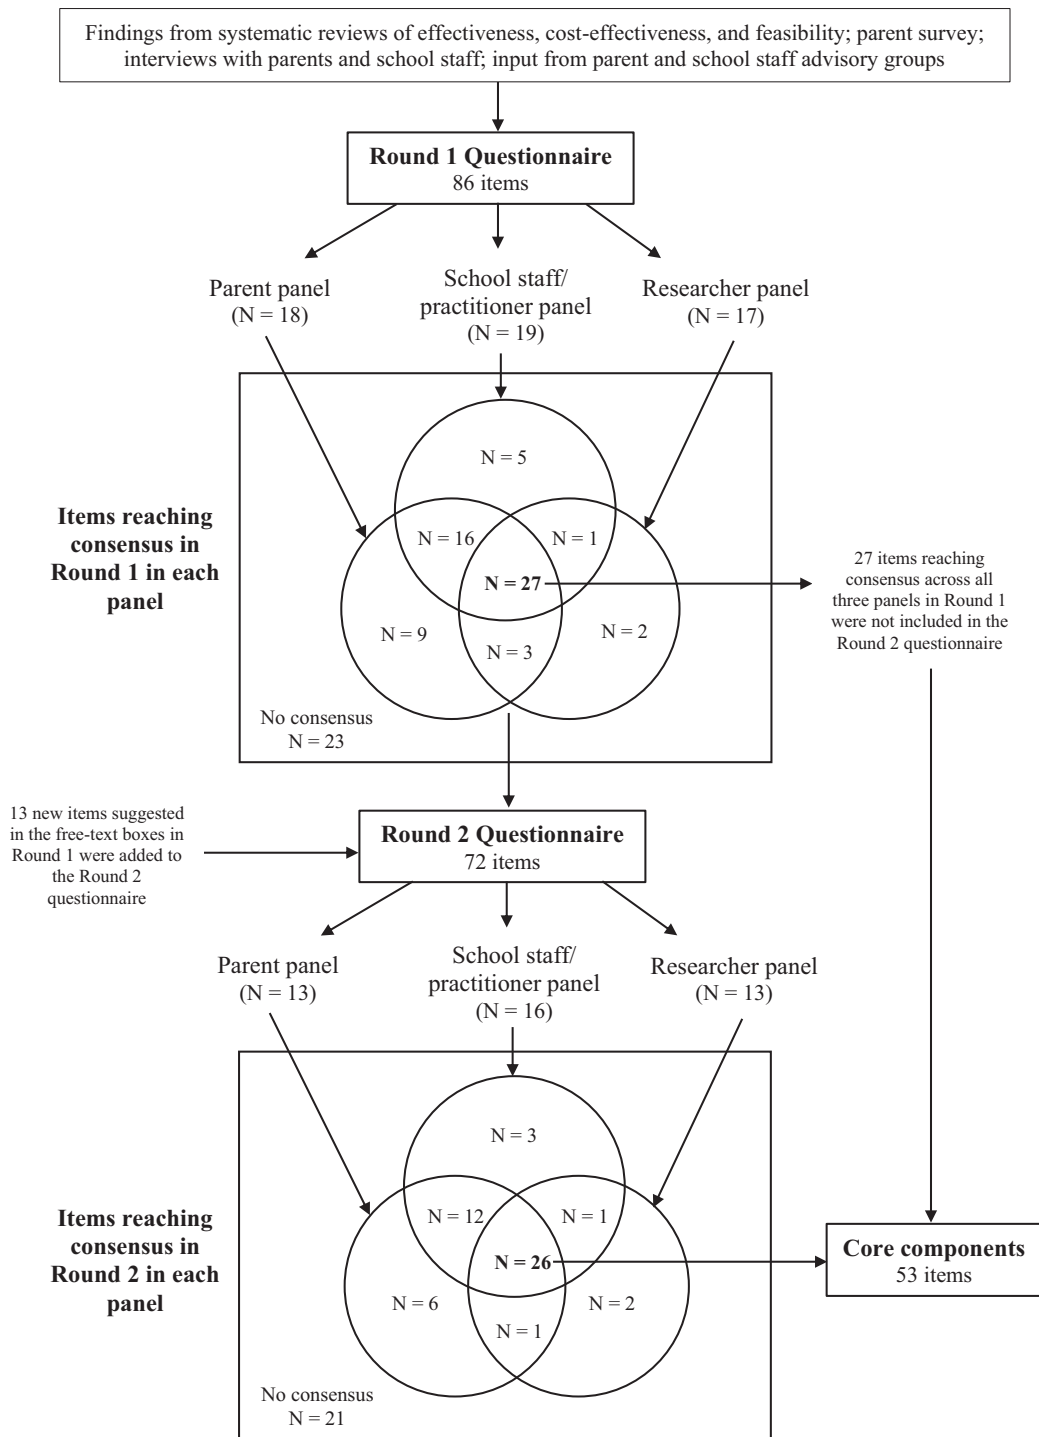 Findings from systematic reviews of effectiveness, cost-effectiveness, and feasibility; parent survey;
interviews with parents and school staff; input from parent and school staff advisory groups
Round 1 Questionnaire
86 items
Parent panel
(N = 18)
School staff/
practitioner panel
(N = 19)
Researcher panel
(N = 17)
Items reaching
consensus in
Round 1 in each
panel
N = 5
N = 16
N = 1
N = 27
N = 9
N = 3
N = 2
No consensus
N = 23
27 items reaching
consensus across all
three panels in Round 1
were not included in the
Round 2 questionnaire
13 new items suggested
in the free-text boxes in
Round 1 were added to
the Round 2
questionnaire
Round 2 Questionnaire
72 items
Parent panel
(N = 13)
School staff/
practitioner panel
(N = 16)
Researcher panel
(N = 13)
Items reaching
consensus in
Round 2 in each
panel
N = 3
N = 12
N = 1
N = 26
N = 6
N = 1
N = 2
No consensus
N = 21
Core components
53 items